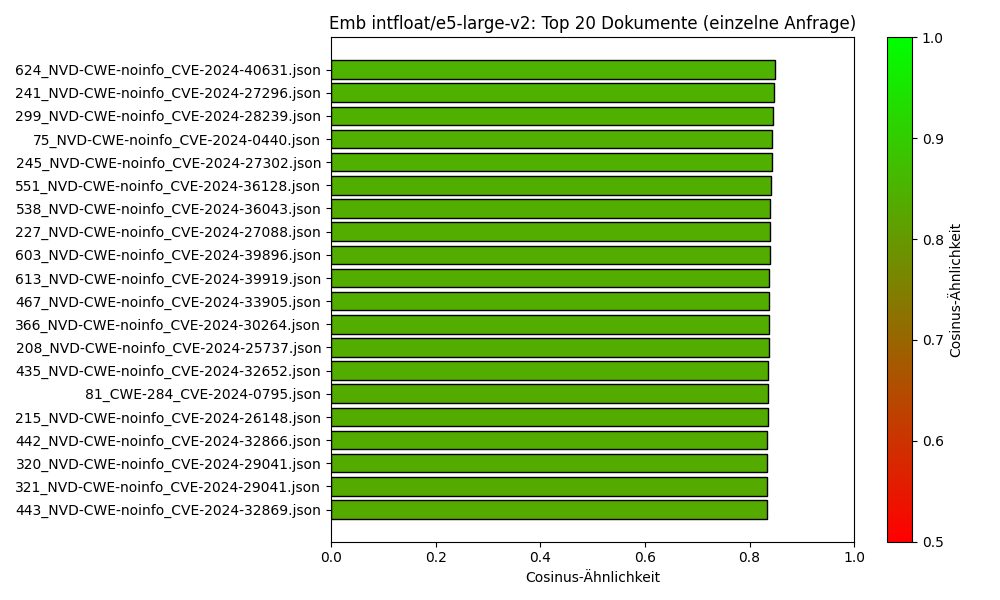 Emb intfloat/e5-large-v2: Top 20 Dokumente (einzelne Anfrage)
624_NVD-CWE-noinfo_CVE-2024-40631.json
241_NVD-CWE-noinfo_CVE-2024-27296.json
299_NVD-CWE-noinfo_CVE-2024-28239.json
75_NVD-CWE-noinfo_CVE-2024-0440.json
245_NVD-CWE-noinfo_CVE-2024-27302.json
551_NVD-CWE-noinfo_CVE-2024-36128.json
538_NVD-CWE-noinfo_CVE-2024-36043.json
227_NVD-CWE-noinfo_CVE-2024-27088.json
603_NVD-CWE-noinfo_CVE-2024-39896.json
613_NVD-CWE-noinfo_CVE-2024-39919.json
467_NVD-CWE-noinfo_CVE-2024-33905.json
366_NVD-CWE-noinfo_CVE-2024-30264.json
208_NVD-CWE-noinfo_CVE-2024-25737.json
435_NVD-CWE-noinfo_CVE-2024-32652.json
81_CWE-284_CVE-2024-0795.json
215_NVD-CWE-noinfo_CVE-2024-26148.json
442_NVD-CWE-noinfo_CVE-2024-32866.json
320_NVD-CWE-noinfo_CVE-2024-29041.json
321_NVD-CWE-noinfo_CVE-2024-29041.json
443_NVD-CWE-noinfo_CVE-2024-32869.json
0.0 0.2 0.4 0.6 0.8 1.0
Cosinus-Ähnlichkeit
1.0
0.9
0.8
0.7
0.6
0.5
Cosinus-Ähnlichkeit